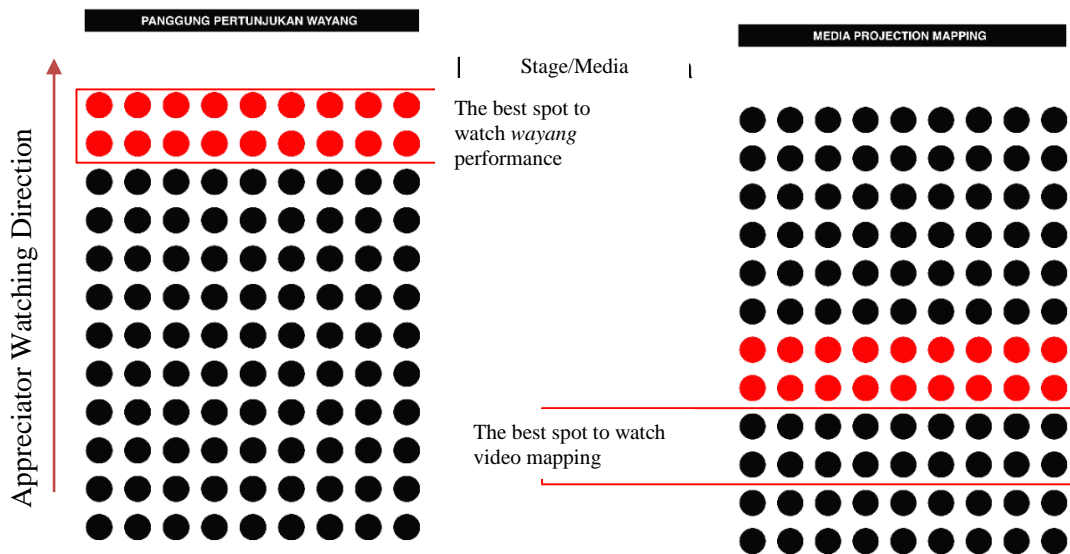 PANGGUNG PERTUNJUKAN WAYANG
MEDIA PROJECTION MAPPING
Stage/Media
The best spot to
watch wayang
performance
Appreciator Watching Direction
The best spot to watch
video mapping